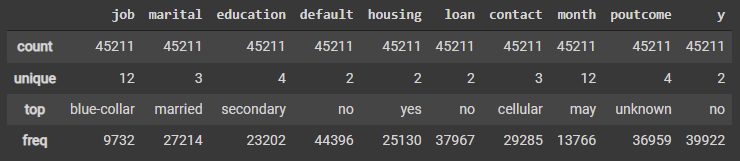 job marital education default housing loan contact month poutcome y
count 45211 45211 45211 45211 45211 45211 45211 45211 45211 45211
unique 12 3 4 2 2 2 3 12 4 2
top blue-collar married secondary no yes no cellular may unknown no
freq 9732 27214 23202 44396 25130 37967 29285 13766 36959 39922